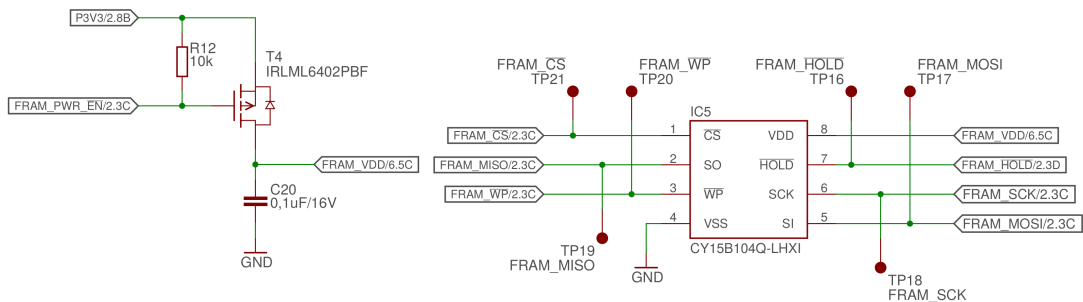 P3V3/2.8B
R12
10k
T4
IRLML6402PBF
FRAM_PWR_EN/2.3C
FRAM_VDD/6.5C
C20
0,1uF/16V
GND
FRAM_CS
TP21
FRAM_WP
TP20
FRAM_HOLD
TP16
FRAM_MOSI
TP17
IC5
FRAM_CS/2.3C
1
CS
VDD
8
FRAM_VDD/6.5C
FRAM_MISO/2.3C
2
SO
HOLD
7
FRAM_HOLD/2.3D
FRAM_WP/2.3C
3
WP
SCK
6
FRAM_SCK/2.3C
4
VSS
SI
5
FRAM_MOSI/2.3C
CY15B104Q-LHXI
TP19
FRAM_MISO
GND
TP18
FRAM_SCK